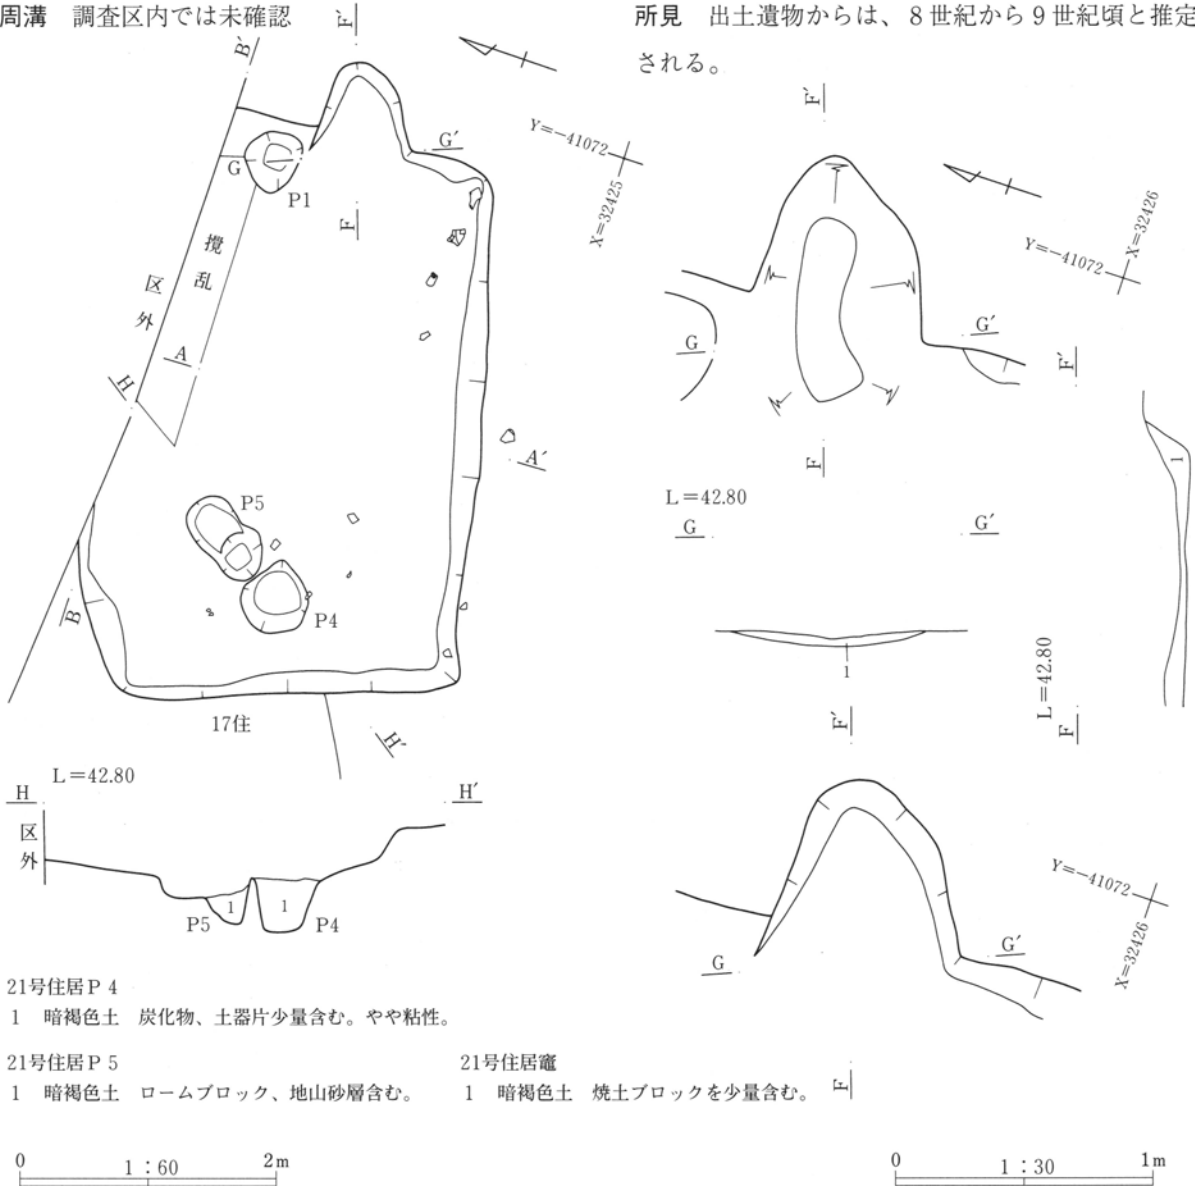 周溝　調査区内では未確認
所見　出土遺物からは、８世紀から９世紀頃と推定
される。
F′
B′
G′
G
P1
F
Y=-41072
X=32425
攪乱
区外
A
H
A′
P5
P4
B
17住
H′
L=42.80
H
H′
区外
1
1
P5
P4
F′
Y=-41072
X=32426
G
G′
F′
F
1
L=42.80
G
G′
1
L=42.80
F′
F
Y=-41072
X=32426
G
G′
F
21号住居Ｐ４
1　暗褐色土　炭化物、土器片少量含む。やや粘性。
21号住居Ｐ５
1　暗褐色土　ロームブロック、地山砂層含む。
21号住居竈
1　暗褐色土　焼土ブロックを少量含む。
0　1：60　2m
0　1：30　1m